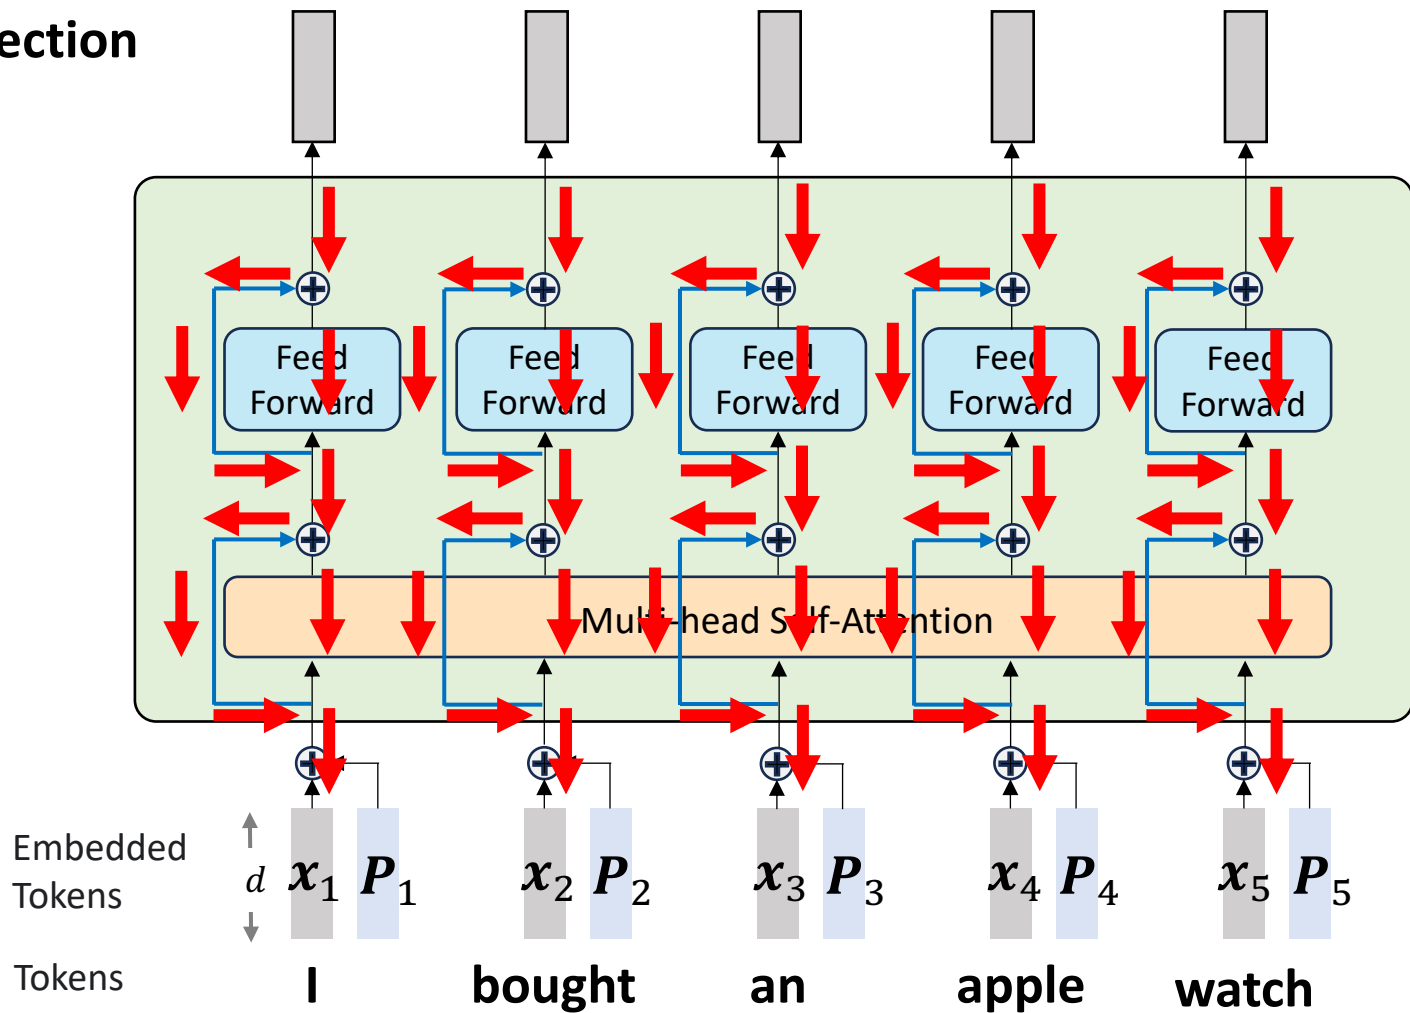 ection
Feed Feed Feed Feed Feed
Forward Forward Forward Forward Forward
Multi-head Self-Attention
Embedded
Tokens
d x₁ P₁ x₂ P₂ x₃ P₃ x₄ P₄ x₅ P₅
Tokens I bought an apple watch